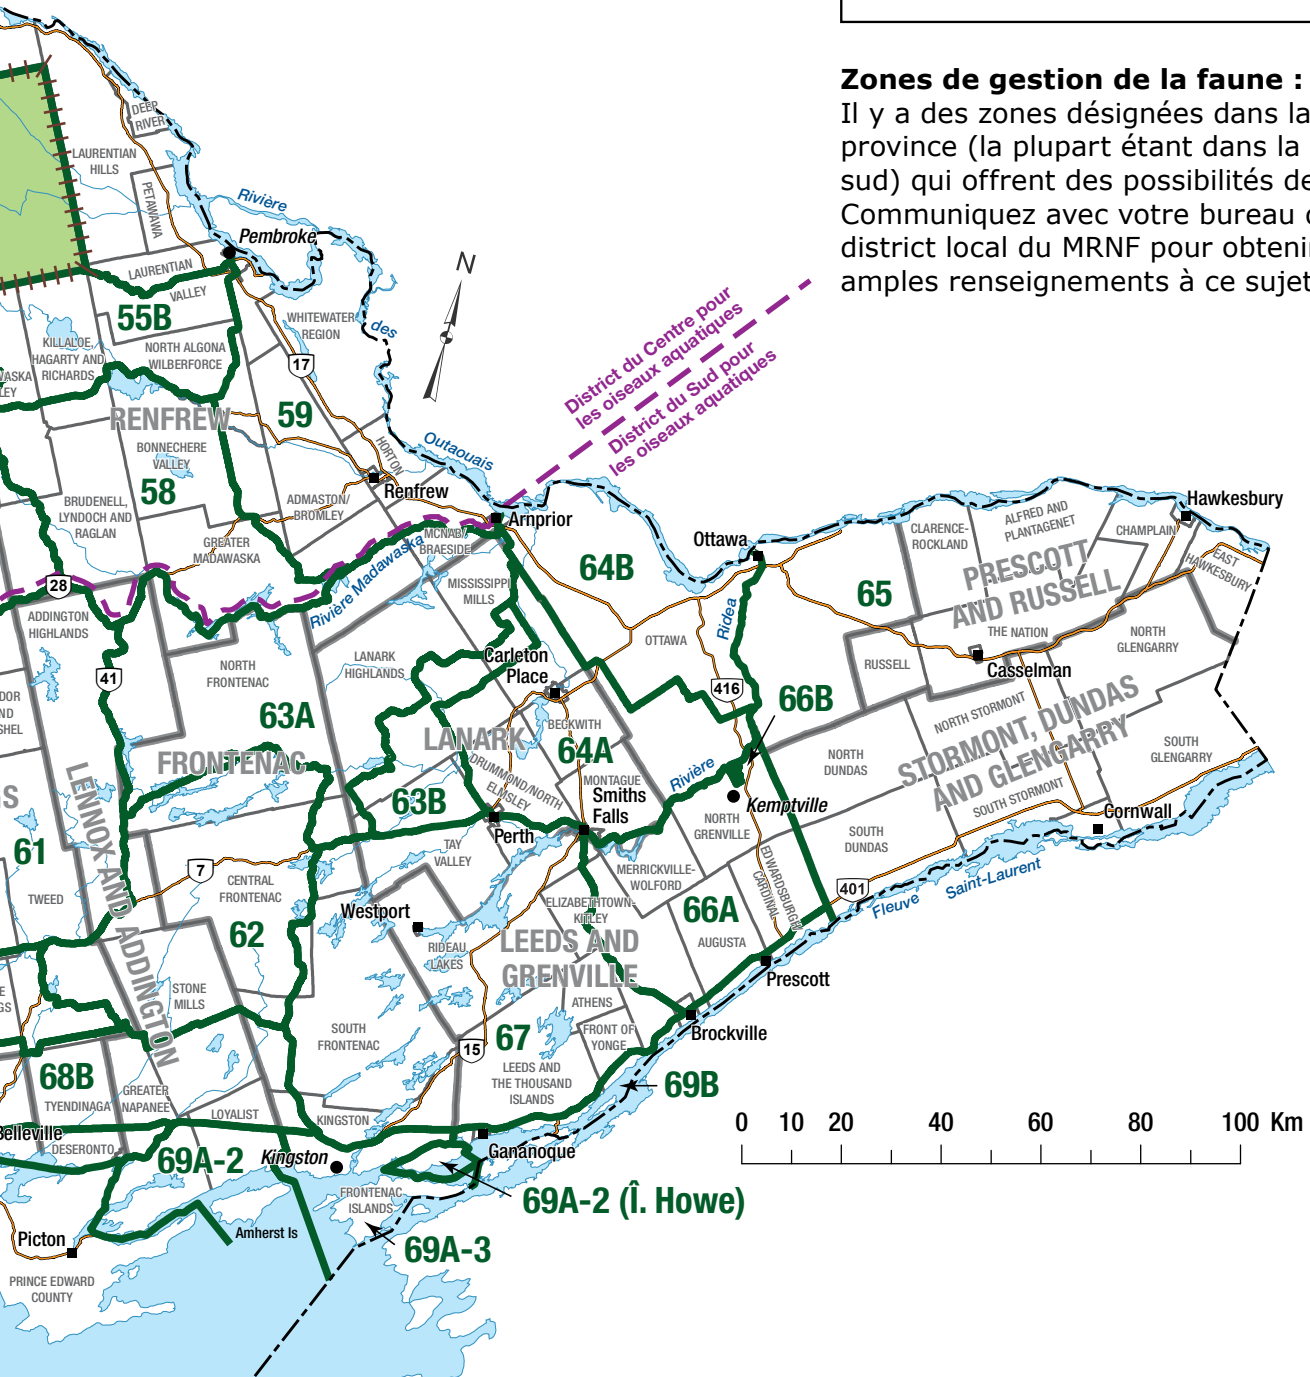 Zones de gestion de la faune :
Il y a des zones désignées dans la
province (la plupart étant dans la
sud) qui offrent des possibilités de
Communiquez avec votre bureau
district local du MRNF pour obteni
amples renseignements à ce sujet
DEEP
RIVER
LAURENTIAN
HILLS
PETAWAWA
Rivière
Pembroke
LAURENTIAN
VALLEY
55B
WHITEWATER
REGION
des
N
District du Centre pour
les oiseaux aquatiques
District du Sud pour
les oiseaux aquatiques
KILLALOE,
HAGARTY AND
RICHARDS
NORTH ALGONA
WILBERFORCE
17
ASKA
LEY
RENFREW
59
BONNECHERE
VALLEY
58
HORTON
Outaouais
Renfrew
BRUDENELL,
LYNDOCH AND
RAGLAN
ADMASTON/
BROMLEY
Arnprior
GREATER
MADAWASKA
MCNAB/
BRAESIDE
Rivière Madawaska
28
64B
Ottawa
Hawkesbury
CLARENCE-
ROCKLAND
ALFRED AND
PLANTAGENET
CHAMPLAIN
EAST
HAWKESBURY
PRESCOTT
AND RUSSELL
65
MISSISSIPPI
MILLS
ADDINGTON
HIGHLANDS
Ridea
OTTAWA
THE NATION
NORTH
GLENGARRY
LANARK
HIGHLANDS
Carleton
Place
RUSSELL
Casselman
NORTH
FRONTENAC
41
DOR
ND
SHEL
416
66B
63A
NORTH STORMONT
STORMONT, DUNDAS
AND GLENGARRY
BECKWITH
LANARK
64A
FRONTENAC
NORTH
DUNDAS
SOUTH
GLENGARRY
DRUMMOND/NORTH
ELMSLEY
MONTAGUE
Rivière
Smiths
Falls
Kemptville
SOUTH STORMONT
Cornwall
GS
63B
LENNOX AND ADDINGTON
61
Perth
NORTH
GRENVILLE
SOUTH
DUNDAS
TAY
VALLEY
7
MERRICKVILLE-
WOLFORD
EDWARDSBURGH/
CARDINAL
401
Fleuve
Saint-Laurent
CENTRAL
FRONTENAC
TWEED
Westport
ELIZABETHTOWN-
KITLEY
66A
AUGUSTA
62
RIDEAU
LAKES
LEEDS AND
GRENVILLE
Prescott
E
GS
STONE
MILLS
ATHENS
SOUTH
FRONTENAC
67
FRONT OF
YONGE
Brockville
15
68B
LEEDS AND
THE THOUSAND
ISLANDS
69B
TYENDINAGA
GREATER
NAPANEE
LOYALIST
KINGSTON
0 10 20 40 60 80 100 Km
Belleville
DESERONTO
69A-2
Kingston
Gananoque
69A-2 (Î. Howe)
FRONTENAC
ISLANDS
Amherst Is
69A-3
Picton
PRINCE EDWARD
COUNTY